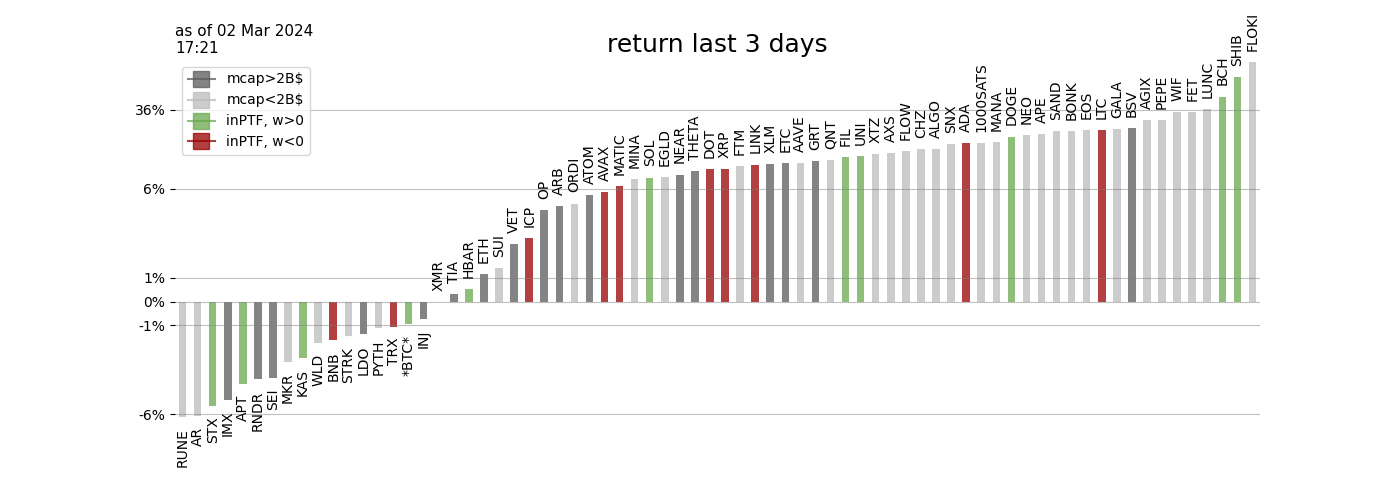 as of 02 Mar 2024
17:21
return last 3 days
mcap>2B$
mcap<2B$
inPTF, w>0
inPTF, w<0
36%
6%
1%
0%
-1%
-6%
RUNE
AR
STX
IMX
APT
RNDR
SEI
MKR
KAS
WLD
BNB
STRK
LDO
PYTH
TRX
*BTC*
INJ
XMR
TIA
HBAR
ETH
SUI
VET
ICP
OP
ARB
ORDI
ATOM
AVAX
MATIC
MINA
SOL
EGLD
NEAR
THETA
DOT
XRP
FTM
LINK
XLM
ETC
AAVE
GRT
QNT
FIL
UNI
XTZ
AXS
FLOW
CHZ
ALGO
SNX
ADA
1000SATS
MANA
DOGE
NEO
APE
SAND
BONK
EOS
LTC
GALA
BSV
AGIX
PEPE
WIF
FET
LUNC
BCH
SHIB
FLOKI